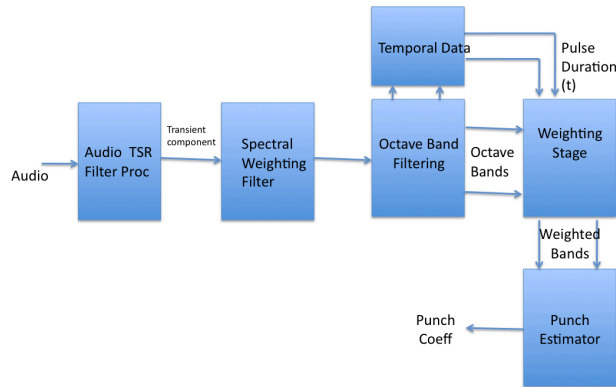 Temporal Data
Pulse
Duration
(t)
Audio TSR
Filter Proc
Transient
component
Spectral
Weighting
Filter
Octave Band
Filtering
Octave
Bands
Weighting
Stage
Audio
Weighted
Bands
Punch
Coeff
Punch
Estimator